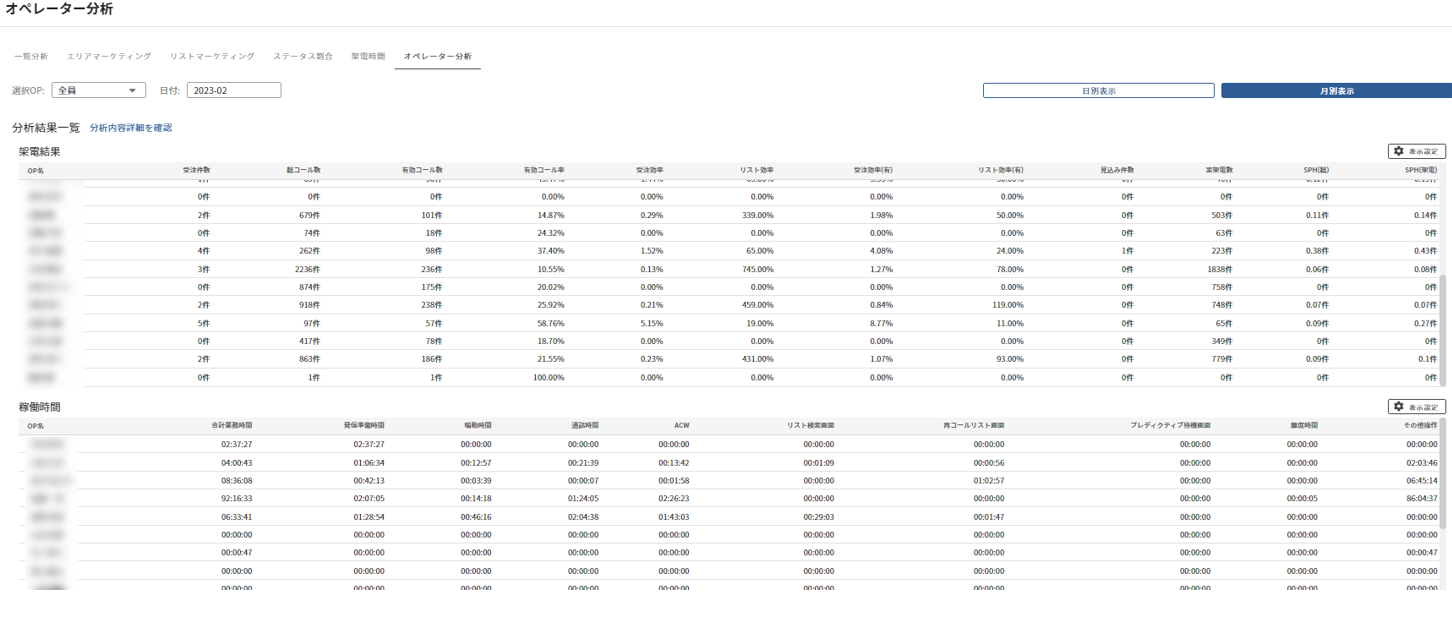 オペレーター分析
一覧分析 エリアマーケティング リストマーケティング ステータス割合 架電時間 オペレーター分析
選択OP: 全員 日付: 2023-02 日別表示 月別表示
分析結果一覧 分析内容詳細を確認
架電結果 表示設定
OP名 受注件数 総コール数 有効コール数 有効コール率 受注効率 リスト効率 受注効率(有) リスト効率(有) 見込み件数 実架電数 SPH(総) SPH(架電)
0件 0件 0件 0.00% 0.00% 0.00% 0.00% 0.00% 0件 0件 0件 0件
2件 679件 101件 14.87% 0.29% 339.00% 1.98% 50.00% 0件 503件 0.11件 0.14件
0件 74件 18件 24.32% 0.00% 0.00% 0.00% 0.00% 0件 63件 0件 0件
4件 262件 98件 37.40% 1.52% 65.00% 4.08% 24.00% 1件 223件 0.38件 0.43件
3件 2236件 236件 10.55% 0.13% 745.00% 1.27% 78.00% 0件 1838件 0.06件 0.08件
0件 874件 175件 20.02% 0.00% 0.00% 0.00% 0.00% 0件 758件 0件 0件
2件 918件 238件 25.92% 0.21% 459.00% 0.84% 119.00% 0件 748件 0.07件 0.07件
5件 97件 57件 58.76% 5.15% 19.00% 8.77% 11.00% 0件 65件 0.09件 0.27件
0件 417件 78件 18.70% 0.00% 0.00% 0.00% 0.00% 0件 349件 0件 0件
2件 863件 186件 21.55% 0.23% 431.00% 1.07% 93.00% 0件 779件 0.09件 0.1件
0件 1件 1件 100.00% 0.00% 0.00% 0.00% 0.00% 0件 0件 0件 0件
稼働時間 表示設定
OP名 合計業務時間 発信準備時間 鳴動時間 通話時間 ACW リスト検索画面 再コールリスト画面 プレディクティブ待機画面 離席時間 その他操作
02:37:27 02:37:27 00:00:00 00:00:00 00:00:00 00:00:00 00:00:00 00:00:00 00:00:00 00:00:00
04:00:43 01:06:34 00:12:57 00:21:39 00:13:42 00:01:09 00:00:56 00:00:00 00:00:00 02:03:46
08:36:08 00:42:13 00:03:39 00:00:07 00:01:58 00:00:00 01:02:57 00:00:00 00:00:00 06:45:14
92:16:33 02:07:05 00:14:18 01:24:05 02:26:23 00:00:00 00:00:00 00:00:00 00:00:05 86:04:37
06:33:41 01:28:54 00:46:16 02:04:38 01:43:03 00:29:03 00:01:47 00:00:00 00:00:00 00:00:00
00:00:00 00:00:00 00:00:00 00:00:00 00:00:00 00:00:00 00:00:00 00:00:00 00:00:00 00:00:00
00:00:47 00:00:00 00:00:00 00:00:00 00:00:00 00:00:00 00:00:00 00:00:00 00:00:00 00:00:47
00:00:00 00:00:00 00:00:00 00:00:00 00:00:00 00:00:00 00:00:00 00:00:00 00:00:00 00:00:00
00:00:00 00:00:00 00:00:00 00:00:00 00:00:00 00:00:00 00:00:00 00:00:00 00:00:00 00:00:00